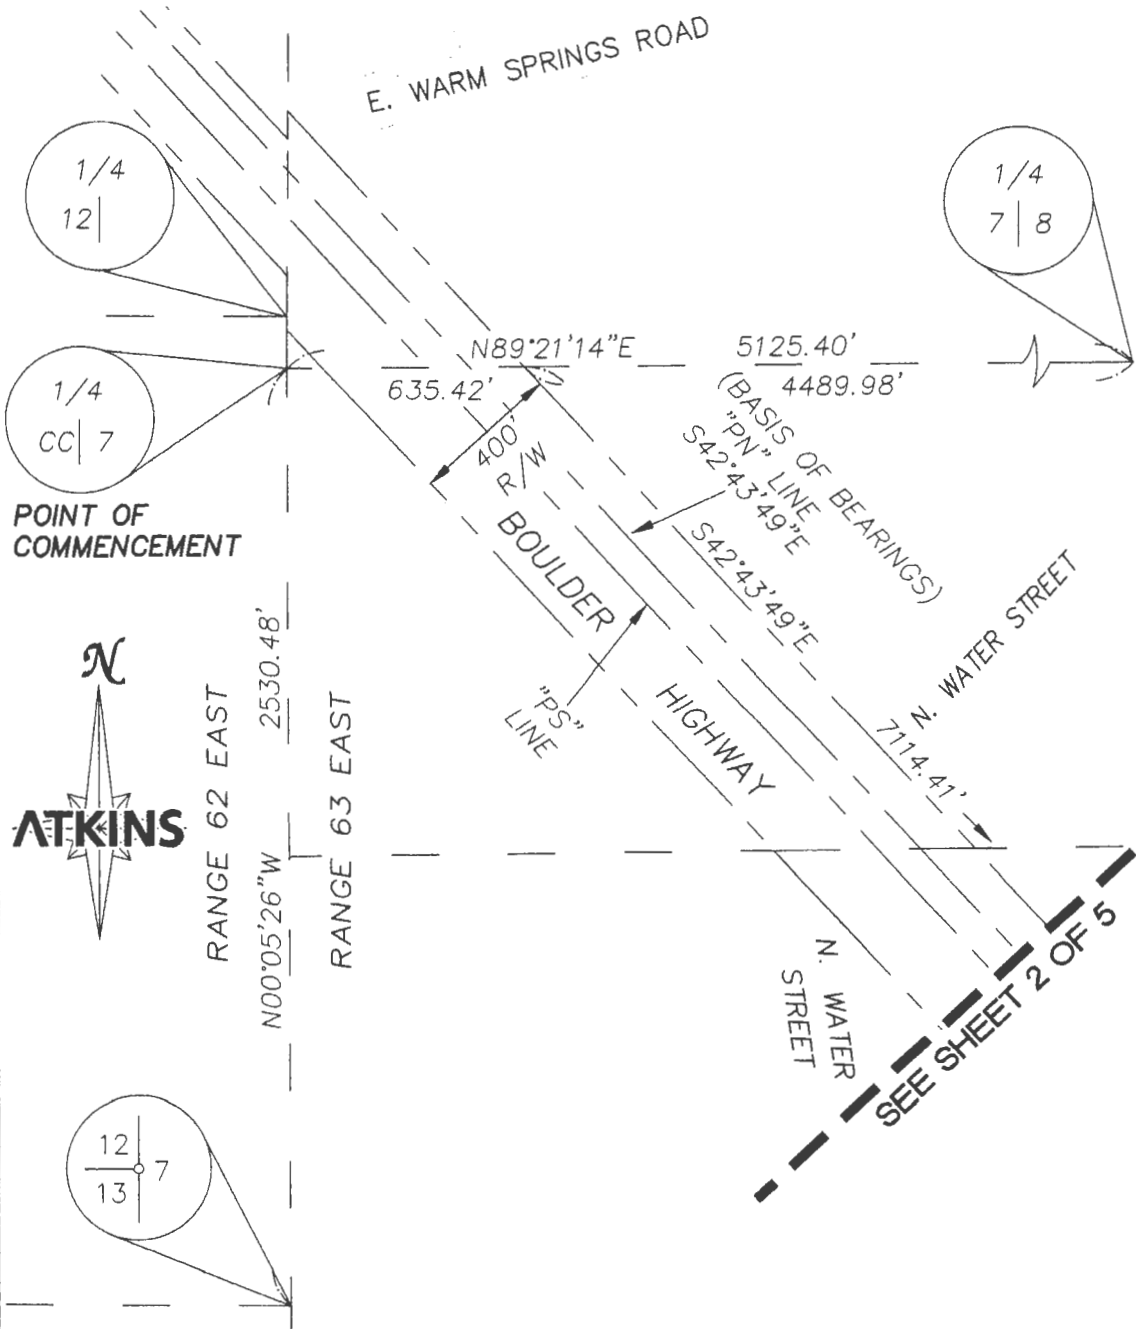 E. WARM SPRINGS ROAD
1/4
12
1/4
7 8
N89°21'14"E 5125.40'
635.42' 4489.98'
1/4
CC 7
POINT OF
COMMENCEMENT
400'
R/W
(BASIS OF BEARINGS)
"PN" LINE
S42°43'49"E
S42°43'49"E
BOULDER
HIGHWAY
"PS"
LINE
N. WATER STREET
7114.41'
N
ATKINS
RANGE 62 EAST
N00°05'26"W 2530.48'
RANGE 63 EAST
N. WATER
STREET
SEE SHEET 2 OF 5
12
7
13